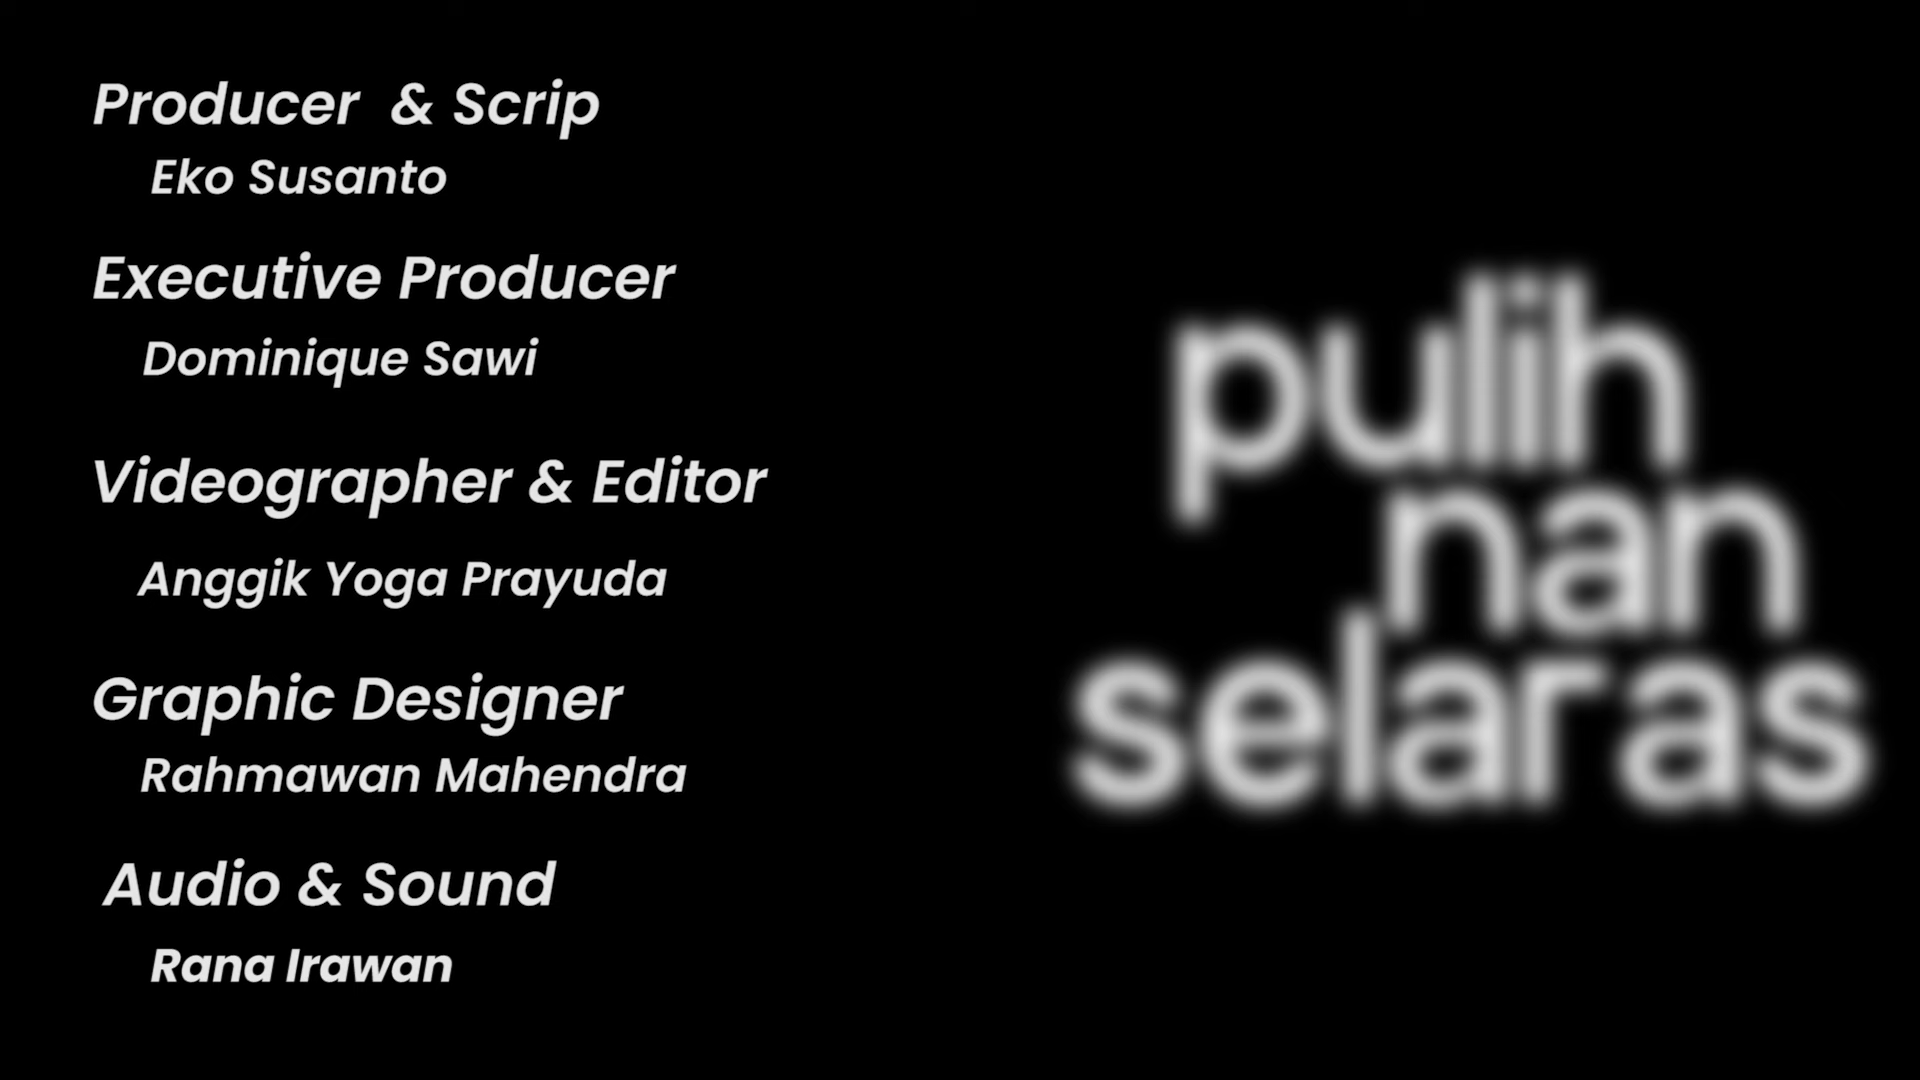 Producer & Scrip
Eko Susanto
Executive Producer
Dominique Sawi
Videographer & Editor
Anggik Yoga Prayuda
Graphic Designer
Rahmawan Mahendra
Audio & Sound
Rana Irawan
pulih
nan
selaras